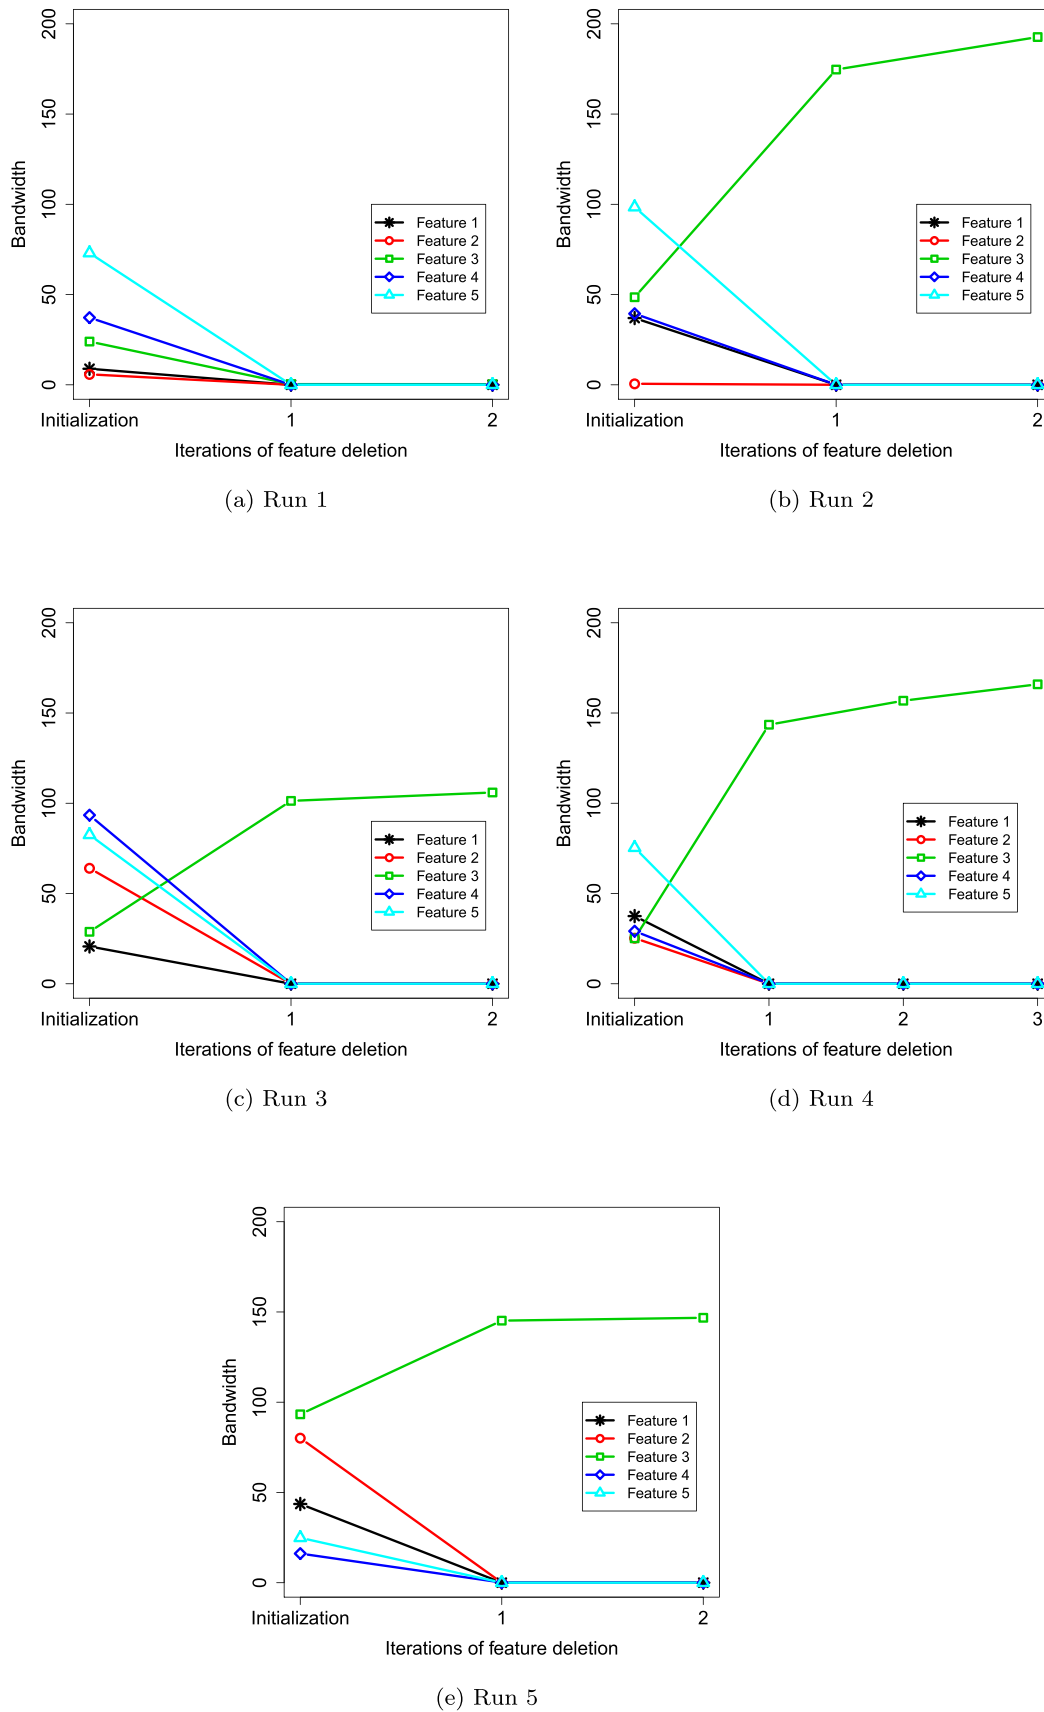 200
150
100
50
0
Bandwidth
Feature 1
Feature 2
Feature 3
Feature 4
Feature 5
Initialization 1 2
Iterations of feature deletion
(a) Run 1
200
150
100
50
0
Bandwidth
Feature 1
Feature 2
Feature 3
Feature 4
Feature 5
Initialization 1 2
Iterations of feature deletion
(b) Run 2
200
150
100
50
0
Bandwidth
Feature 1
Feature 2
Feature 3
Feature 4
Feature 5
Initialization 1 2
Iterations of feature deletion
(c) Run 3
200
150
100
50
0
Bandwidth
Feature 1
Feature 2
Feature 3
Feature 4
Feature 5
Initialization 1 2 3
Iterations of feature deletion
(d) Run 4
200
150
100
50
0
Bandwidth
Feature 1
Feature 2
Feature 3
Feature 4
Feature 5
Initialization 1 2
Iterations of feature deletion
(e) Run 5